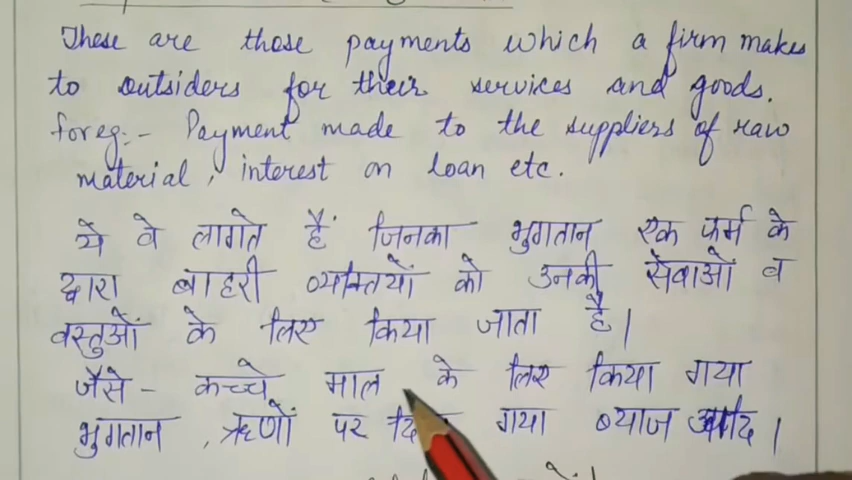 These are those payments which a firm makes
to outsiders for their services and goods.
for eg:- Payment made to the suppliers of raw
material, interest on loan etc.
ये वे लागते हैं जिनका भुगतान एक फर्म के
द्वारा बाहरी व्यक्तियों को उनकी सेवाओं व
वस्तुओं के लिए किया जाता है।
जैसे - कच्चे माल के लिए किया गया
भुगतान, ऋणों पर गया ब्याज आदि।